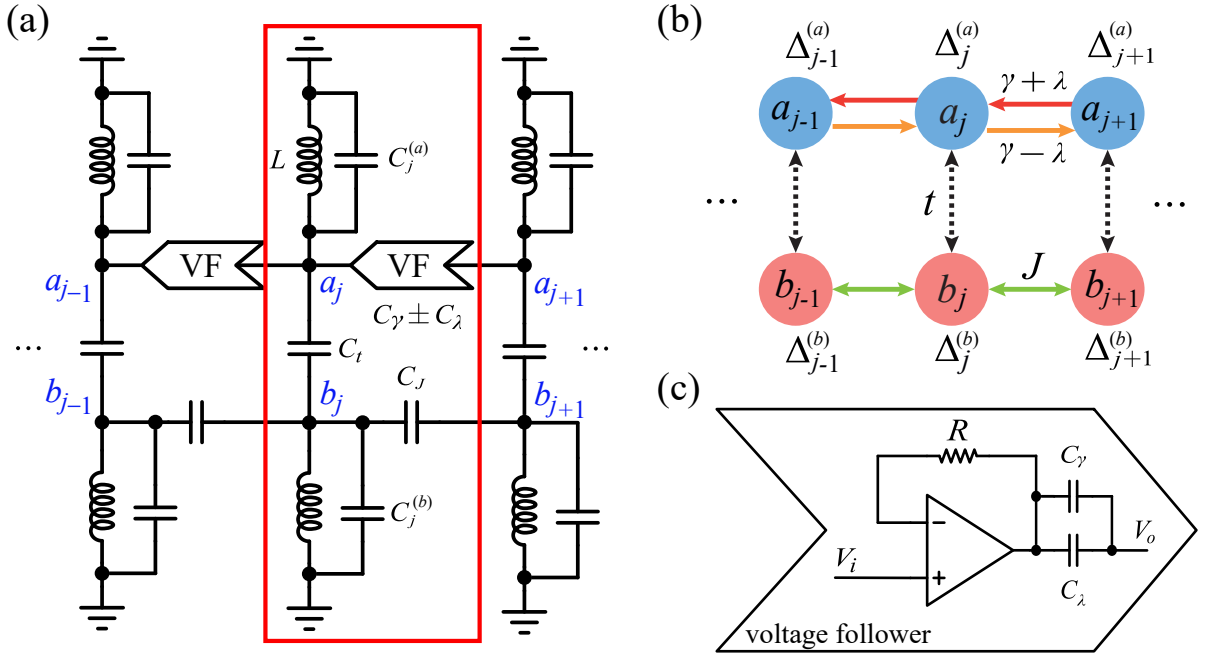 (a)
L
C_j^{(a)}
VF
VF
a_{j-1}
a_j
a_{j+1}
C_γ ± C_λ
...
C_t
...
C_J
b_{j-1}
b_j
b_{j+1}
C_j^{(b)}
(b)
Δ_{j-1}^{(a)}
Δ_j^{(a)}
Δ_{j+1}^{(a)}
γ + λ
a_{j-1}
a_j
a_{j+1}
γ − λ
...
t
...
J
b_{j-1}
b_j
b_{j+1}
Δ_{j-1}^{(b)}
Δ_j^{(b)}
Δ_{j+1}^{(b)}
(c)
R
C_γ
−
V_i
+
V_o
C_λ
voltage follower